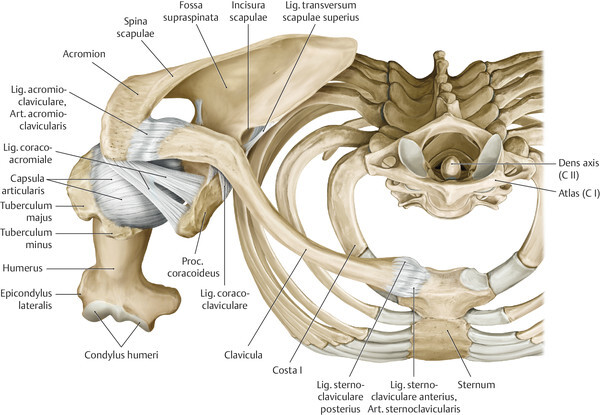 Spina
scapulae
Fossa
supraspinata
Incisura
scapulae
Lig. transversum
scapulae superius
Acromion
Lig. acromio-
claviculare,
Art. acromio-
clavicularis
Lig. coraco-
acromiale
Capsula
articularis
Tuberculum
majus
Tuberculum
minus
Humerus
Epicondylus
lateralis
Condylus humeri
Proc.
coracoideus
Lig. coraco-
claviculare
Clavicula
Costa I
Lig. sterno-
claviculare
posterius
Lig. sterno-
claviculare anterius,
Art. sternoclavicularis
Sternum
Dens axis
(C II)
Atlas (C I)